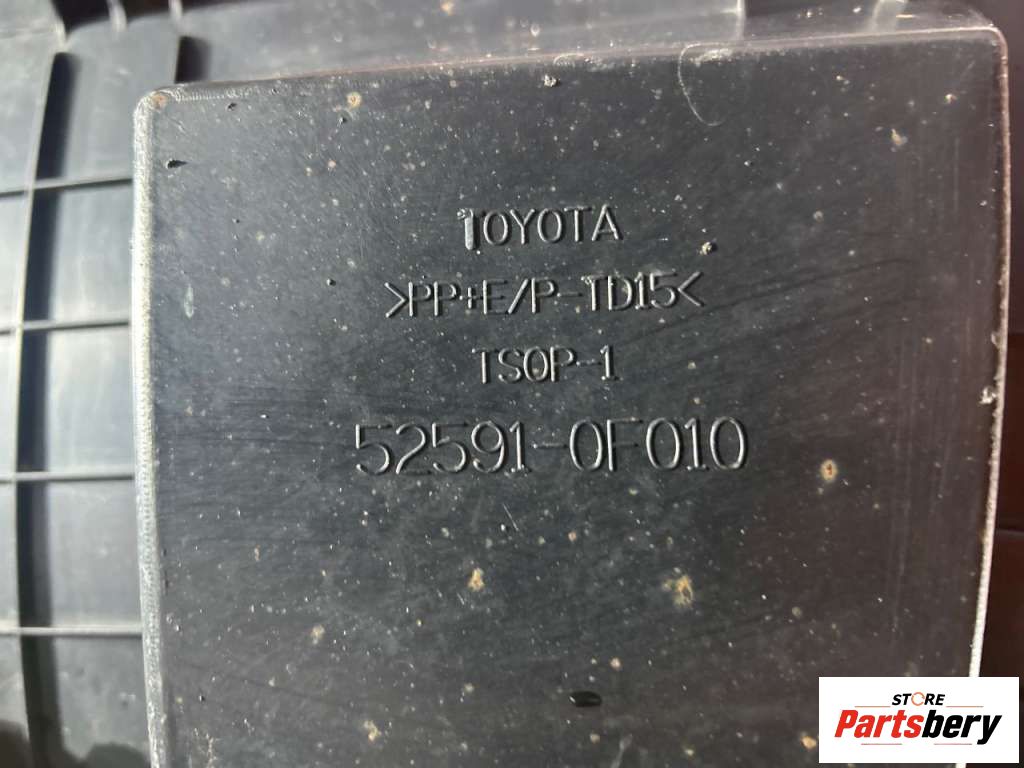 TOYOTA
>PP+E/P-TD15<
TSOP-1
52591-0F010
STORE
Partsbery